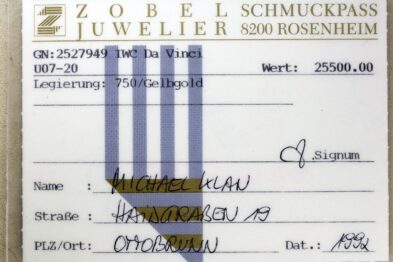 ZOBEL SCHMUCKPASS
JUWELIER 8200 ROSENHEIM
GN:2527949 IWC Da Vinci
U07-20 Wert: 25500.00
Legierung: 750/Gelbgold
Signum
Name : MICHAEL KLAN
Straße : HAIDGRABEN 19
PLZ/Ort: OTTOBRUNN Dat.: 1992